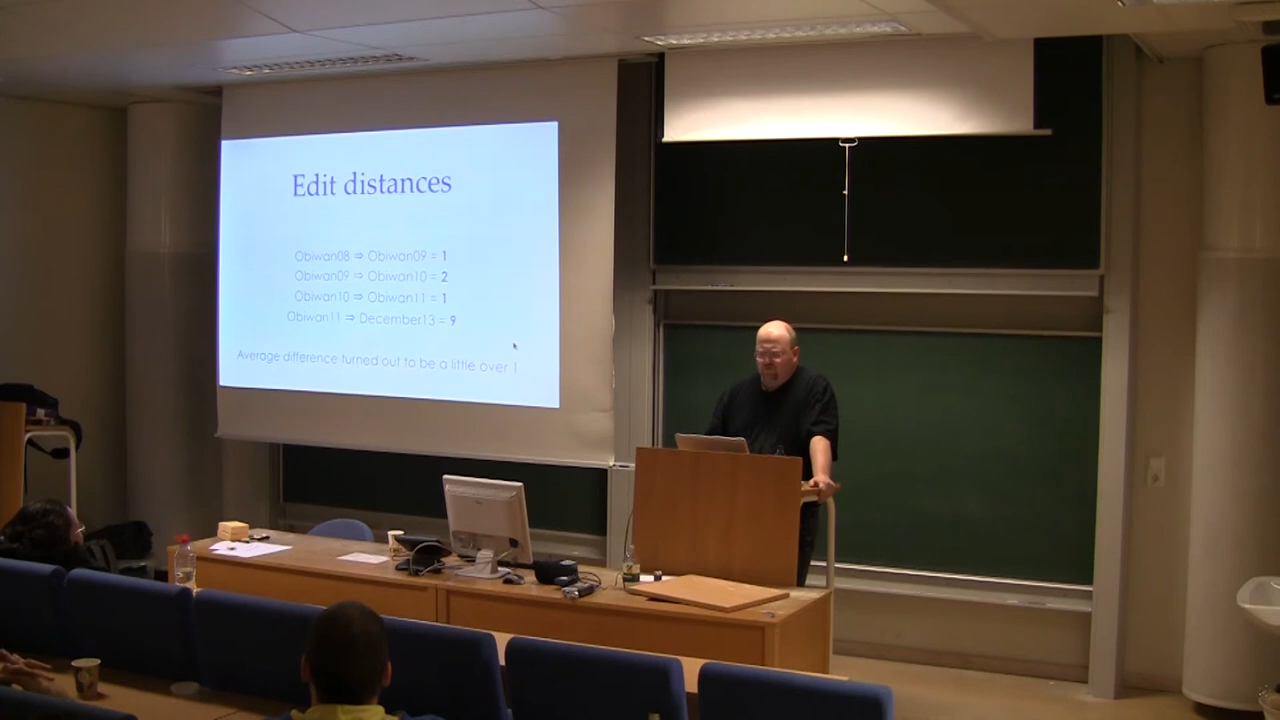 Edit distances
Obiwan08 ⇒ Obiwan09 = 1
Obiwan09 ⇒ Obiwan10 = 2
Obiwan10 ⇒ Obiwan11 = 1
Obiwan11 ⇒ December13 = 9
Average difference turned out to be a little over 1